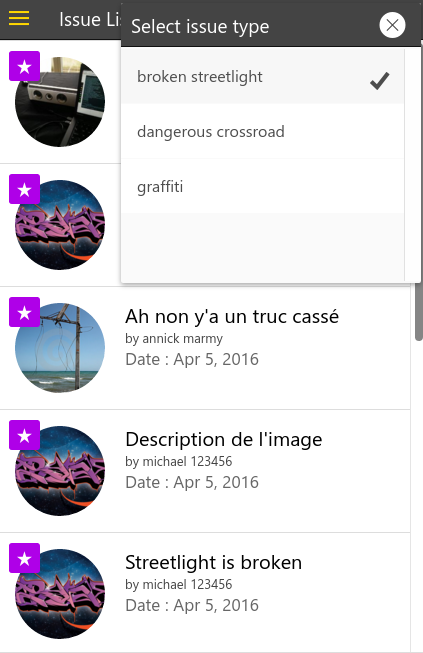 Issue Lis
Select issue type
broken streetlight
dangerous crossroad
graffiti
Ah non y'a un truc cassé
by annick marmy
Date : Apr 5, 2016
Description de l'image
by michael 123456
Date : Apr 5, 2016
Streetlight is broken
by michael 123456
Date : Apr 5, 2016